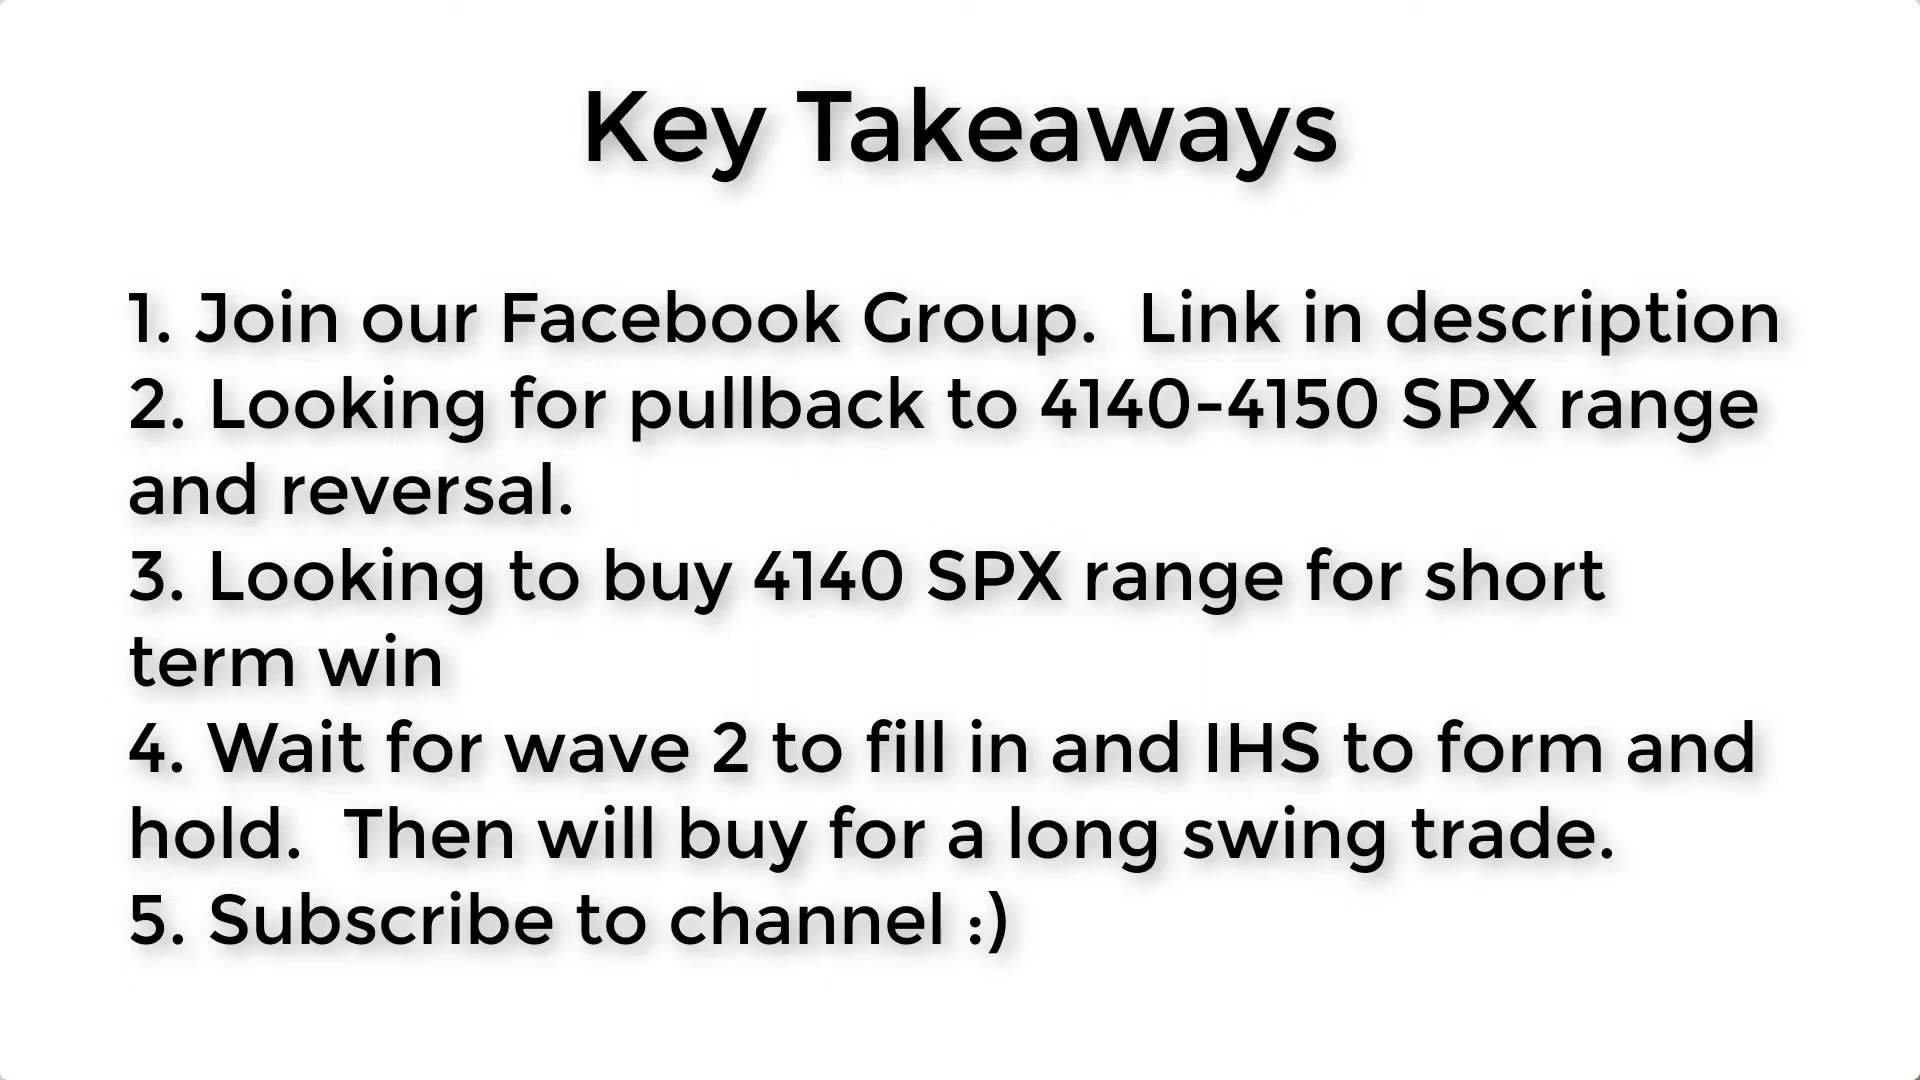 Key Takeaways
1. Join our Facebook Group.  Link in description
2. Looking for pullback to 4140-4150 SPX range
and reversal.
3. Looking to buy 4140 SPX range for short
term win
4. Wait for wave 2 to fill in and IHS to form and
hold.  Then will buy for a long swing trade.
5. Subscribe to channel :)